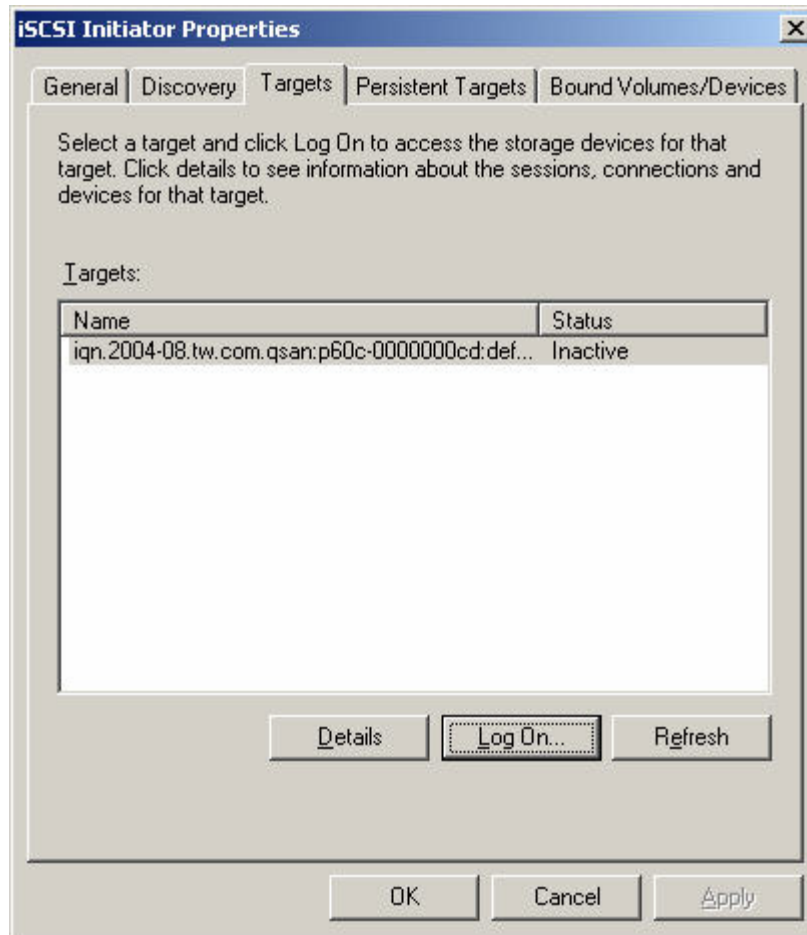 iSCSI Initiator Properties
General Discovery Targets Persistent Targets Bound Volumes/Devices
Select a target and click Log On to access the storage devices for that
target. Click details to see information about the sessions, connections and
devices for that target.
Targets:
Name Status
iqn.2004-08.tw.com.qsan:p60c-0000000cd:def... Inactive
Details Log On... Refresh
OK Cancel Apply